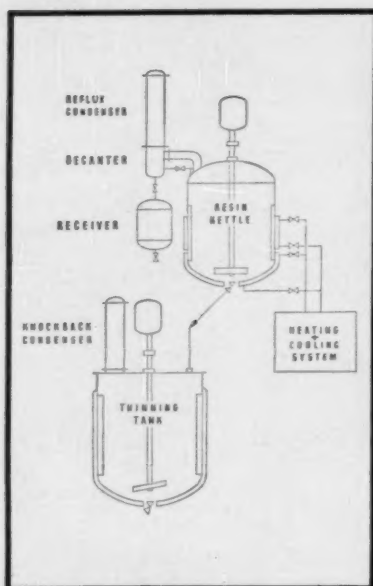 REFLUX
CONDENSER
DECANTER
RECEIVER
RESIN
KETTLE
HEATING
+
COOLING
SYSTEM
KNOCKBACK
CONDENSER
THINNING
TANK